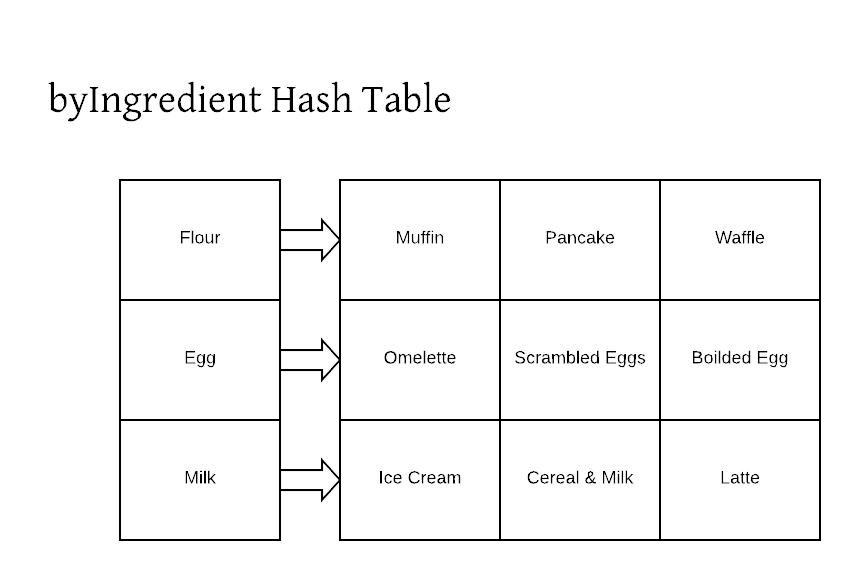 byIngredient Hash Table
Flour Muffin Pancake Waffle
Egg Omelette Scrambled Eggs Boilded Egg
Milk Ice Cream Cereal & Milk Latte